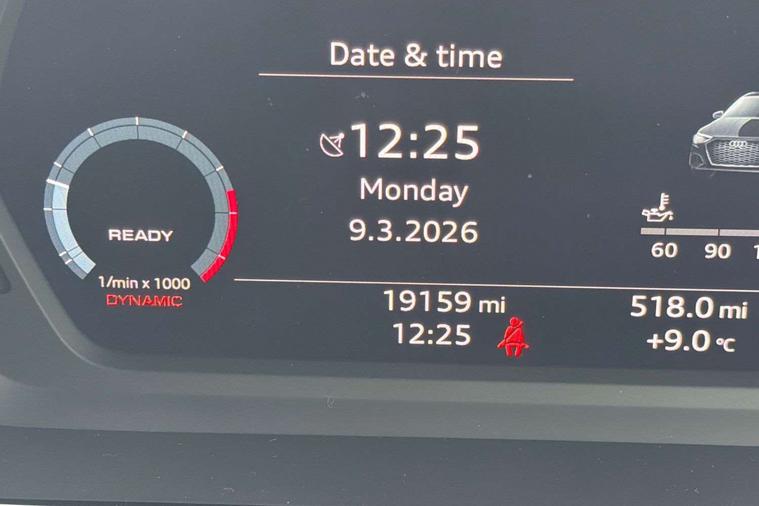 Date & time
12:25
Monday
9.3.2026
READY
60 90
1/min x 1000
DYNAMIC
19159 mi 518.0 mi
12:25 +9.0 °C